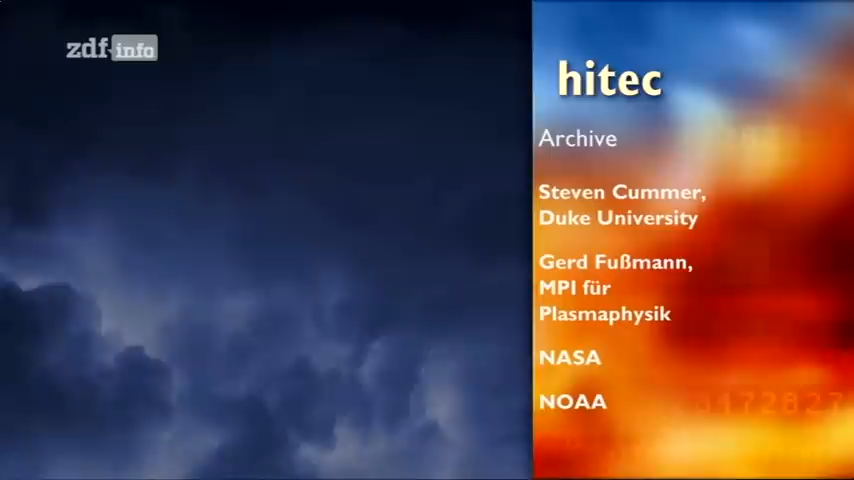 zdf info
hitec
Archive
Steven Cummer,
Duke University
Gerd Fußmann,
MPI für
Plasmaphysik
NASA
NOAA